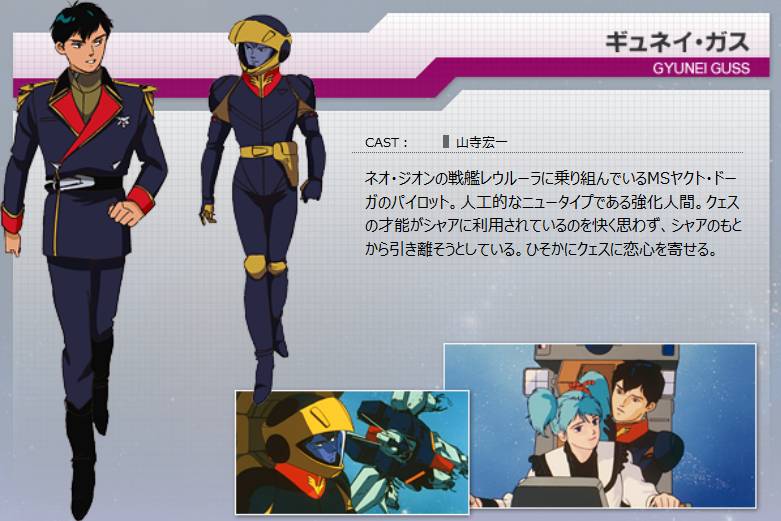 ギュネイ・ガス
GYUNEI GUSS
CAST： 山寺宏一
ネオ・ジオンの戦艦レウルーラに乗り組んでいるMSヤクト・ドー
ガのパイロット。人工的なニュータイプである強化人間。クェス
の才能がシャアに利用されているのを快く思わず、シャアのもと
から引き離そうとしている。ひそかにクェスに恋心を寄せる。